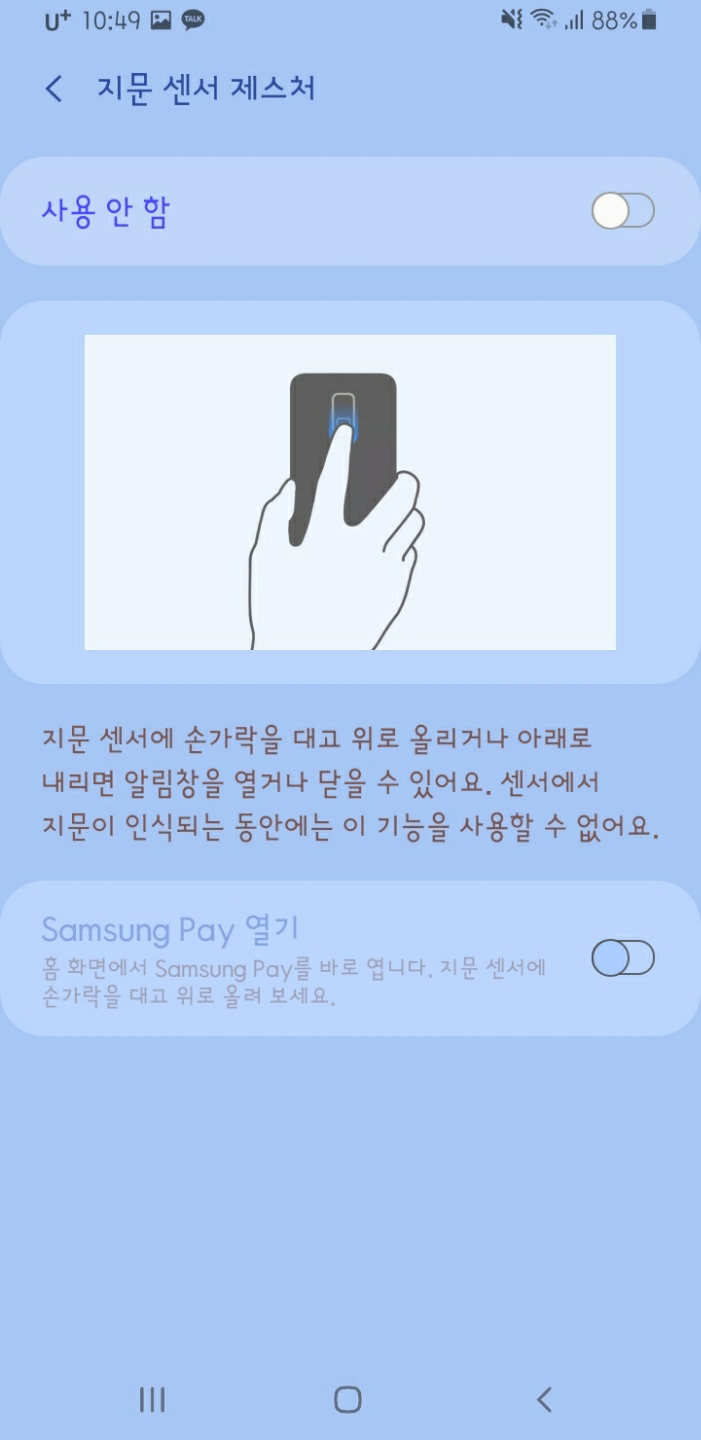 U+ 10:49 TALK 88%
지문 센서 제스처
사용 안 함
지문 센서에 손가락을 대고 위로 올리거나 아래로
내리면 알림창을 열거나 닫을 수 있어요. 센서에서
지문이 인식되는 동안에는 이 기능을 사용할 수 없어요.
Samsung Pay 열기
홈 화면에서 Samsung Pay를 바로 엽니다. 지문 센서에
손가락을 대고 위로 올려 보세요.